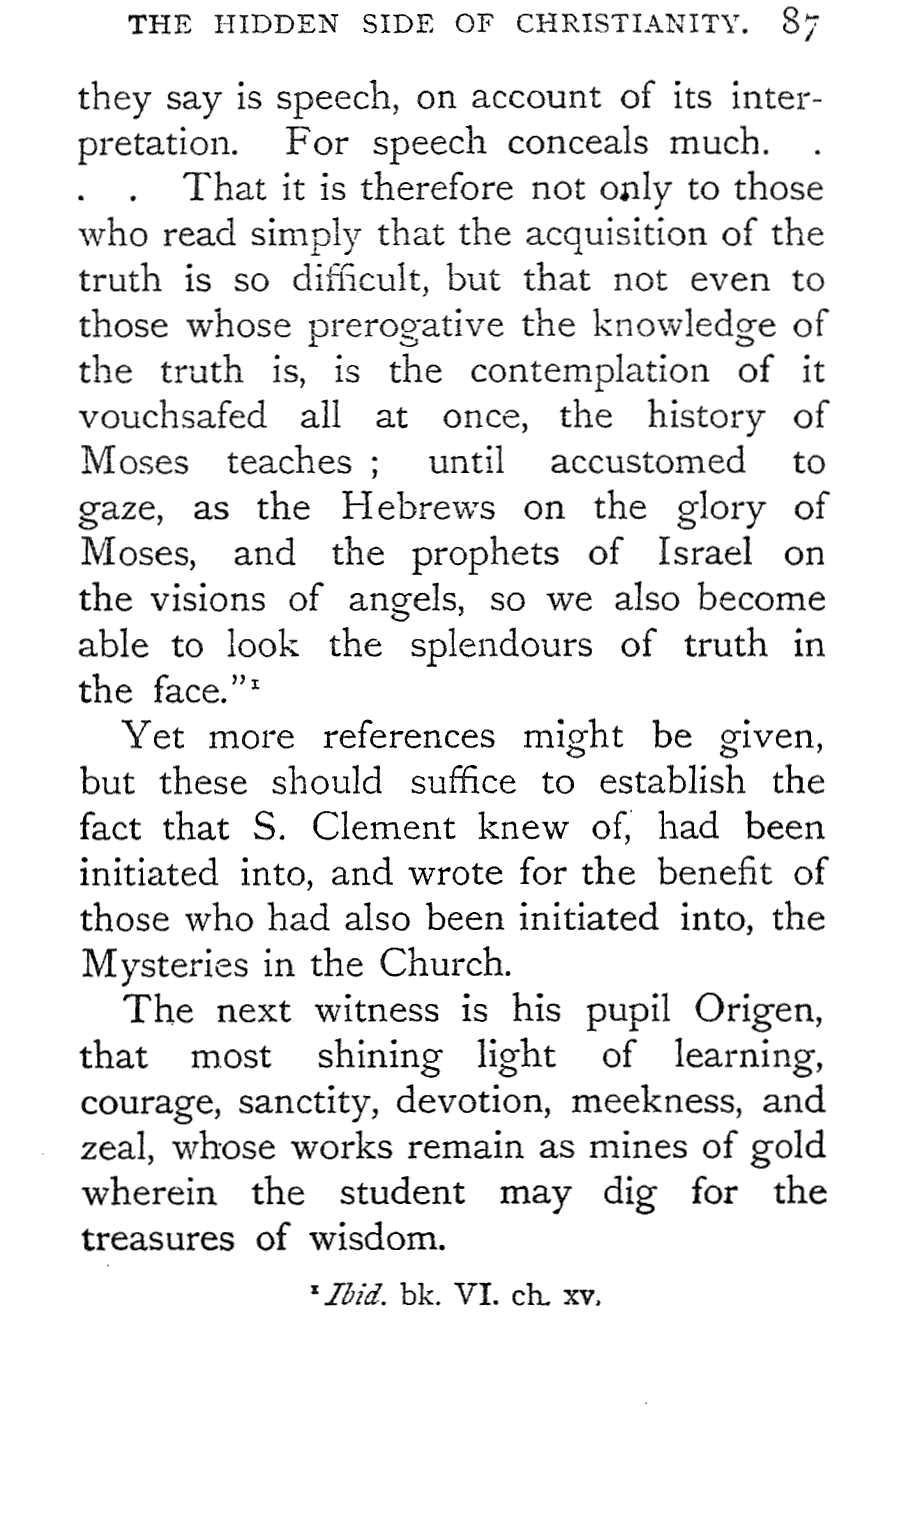 THE HIDDEN SIDE OF CHRISTIANITY. 87
they say is speech, on account of its inter-
pretation. For speech conceals much. .
. . That it is therefore not only to those
who read simply that the acquisition of the
truth is so difficult, but that not even to
those whose prerogative the knowledge of
the truth is, is the contemplation of it
vouchsafed all at once, the history of
Moses teaches ; until accustomed to
gaze, as the Hebrews on the glory of
Moses, and the prophets of Israel on
the visions of angels, so we also become
able to look the splendours of truth in
the face."¹
Yet more references might be given,
but these should suffice to establish the
fact that S. Clement knew of, had been
initiated into, and wrote for the benefit of
those who had also been initiated into, the
Mysteries in the Church.
The next witness is his pupil Origen,
that most shining light of learning,
courage, sanctity, devotion, meekness, and
zeal, whose works remain as mines of gold
wherein the student may dig for the
treasures of wisdom.
¹ Ibid. bk. VI. ch. xv.